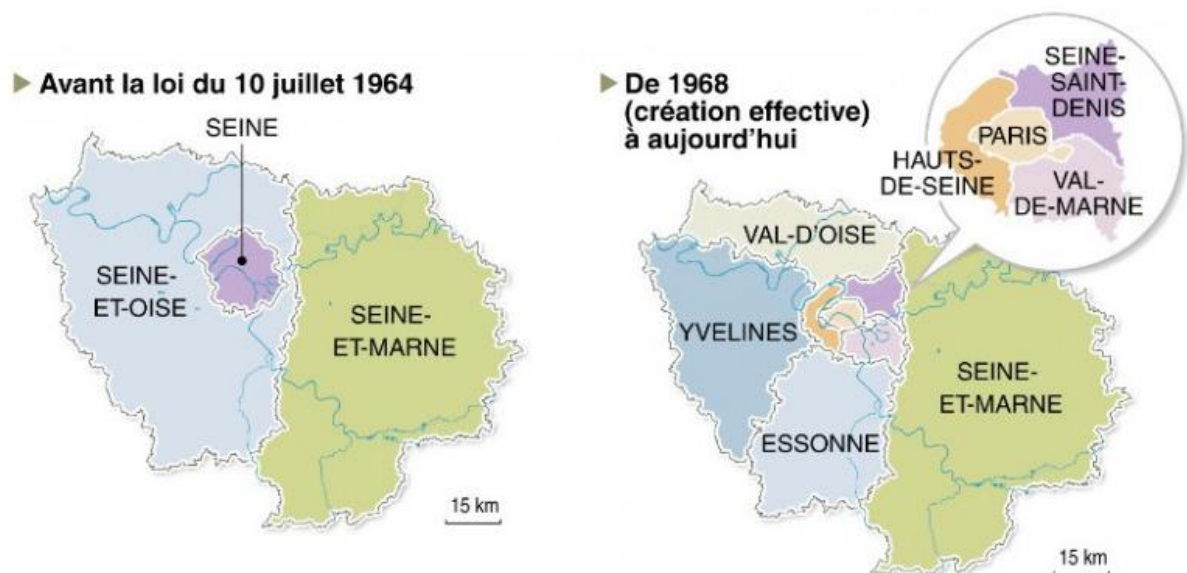 Avant la loi du 10 juillet 1964
SEINE
SEINE-
ET-OISE
SEINE-
ET-MARNE
15 km
De 1968
(création effective)
à aujourd'hui
SEINE-
SAINT-
DENIS
PARIS
HAUTS-
DE-SEINE
VAL-
DE-MARNE
VAL-D'OISE
YVELINES
SEINE-
ET-MARNE
ESSONNE
15 km